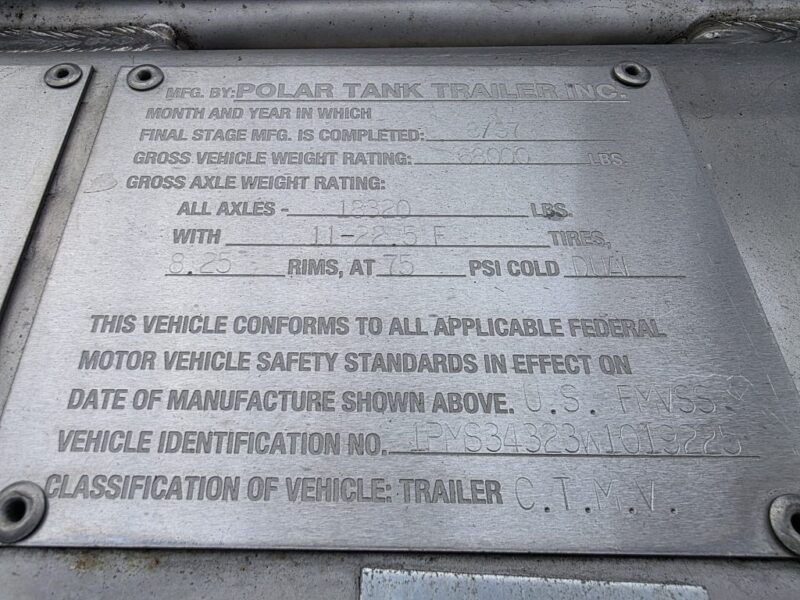 MFG. BY: POLAR TANK TRAILER INC.
MONTH AND YEAR IN WHICH
FINAL STAGE MFG. IS COMPLETED:
GROSS VEHICLE WEIGHT RATING: 68000 LBS.
GROSS AXLE WEIGHT RATING:
ALL AXLES - 18320 LBS.
WITH 11-22.5 F TIRES,
8.25 RIMS, AT 75 PSI COLD DUAL
THIS VEHICLE CONFORMS TO ALL APPLICABLE FEDERAL
MOTOR VEHICLE SAFETY STANDARDS IN EFFECT ON
DATE OF MANUFACTURE SHOWN ABOVE. U.S. FMVSS
VEHICLE IDENTIFICATION NO. 1PMS34323W1019225
CLASSIFICATION OF VEHICLE: TRAILER C.T.M.V.